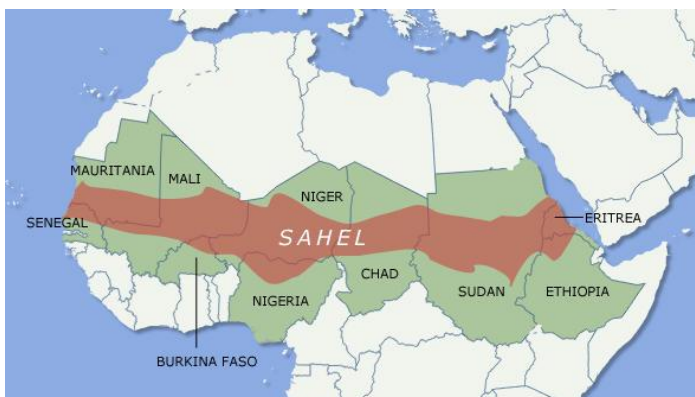 MAURITANIA
MALI
NIGER
SENEGAL
ERITREA
SAHEL
CHAD
SUDAN
ETHIOPIA
NIGERIA
BURKINA FASO